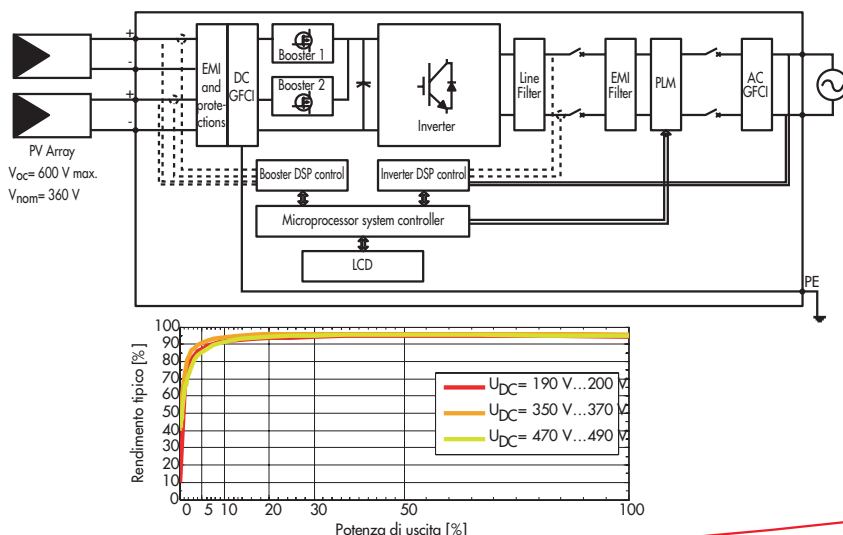 +
-
+
-
PV Array
Voc= 600 V max.
Vnom= 360 V
EMI
and
prote-
ctions
DC
GFCI
Booster 1
Booster 2
Inverter
Line
Filter
EMI
Filter
PLM
AC
GFCI
Booster DSP control
Inverter DSP control
Microprocessor system controller
LCD
PE
Rendimento tipico [%]
100
90
80
70
60
50
40
30
20
10
0
0 5 10 20 30 50 100
Potenza di uscita [%]
UDC= 190 V...200 V
UDC= 350 V...370 V
UDC= 470 V...490 V